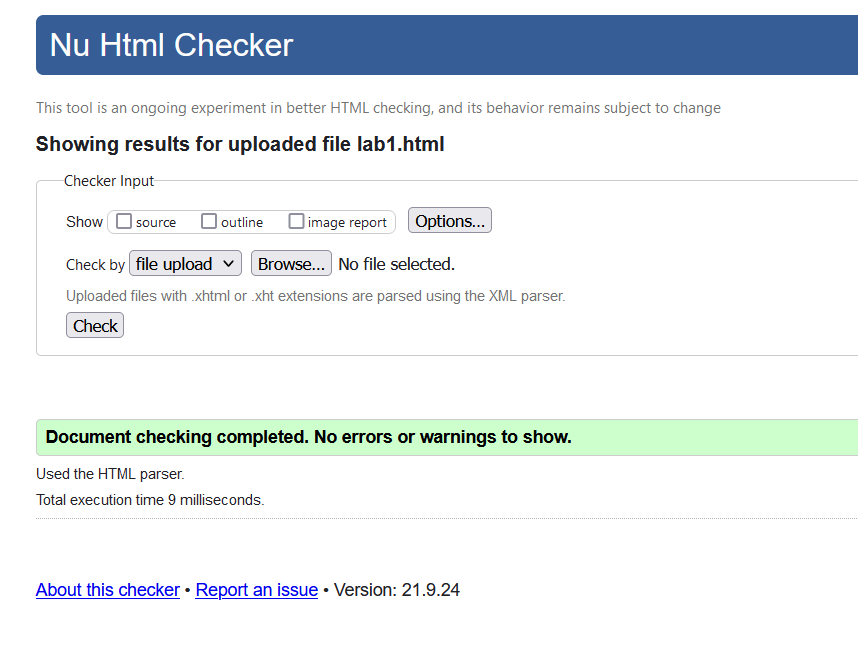 Nu Html Checker
This tool is an ongoing experiment in better HTML checking, and its behavior remains subject to change
Showing results for uploaded file lab1.html
Checker Input
Show source outline image report Options...
Check by file upload Browse... No file selected.
Uploaded files with .xhtml or .xht extensions are parsed using the XML parser.
Check
Document checking completed. No errors or warnings to show.
Used the HTML parser.
Total execution time 9 milliseconds.
About this checker • Report an issue • Version: 21.9.24